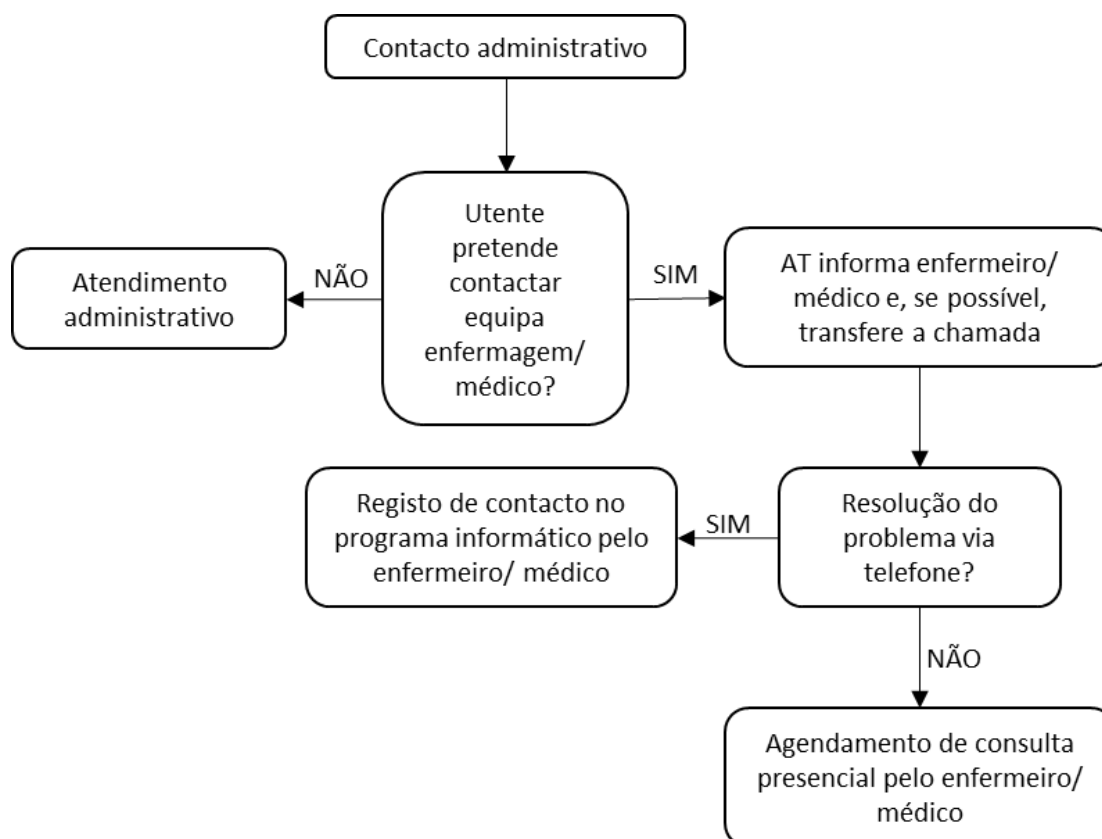 Contacto administrativo
Utente
pretende
contactar
equipa
enfermagem/
médico?
NÃO
Atendimento
administrativo
SIM
AT informa enfermeiro/
médico e, se possível,
transfere a chamada
Resolução do
problema via
telefone?
SIM
Registo de contacto no
programa informático pelo
enfermeiro/ médico
NÃO
Agendamento de consulta
presencial pelo enfermeiro/
médico